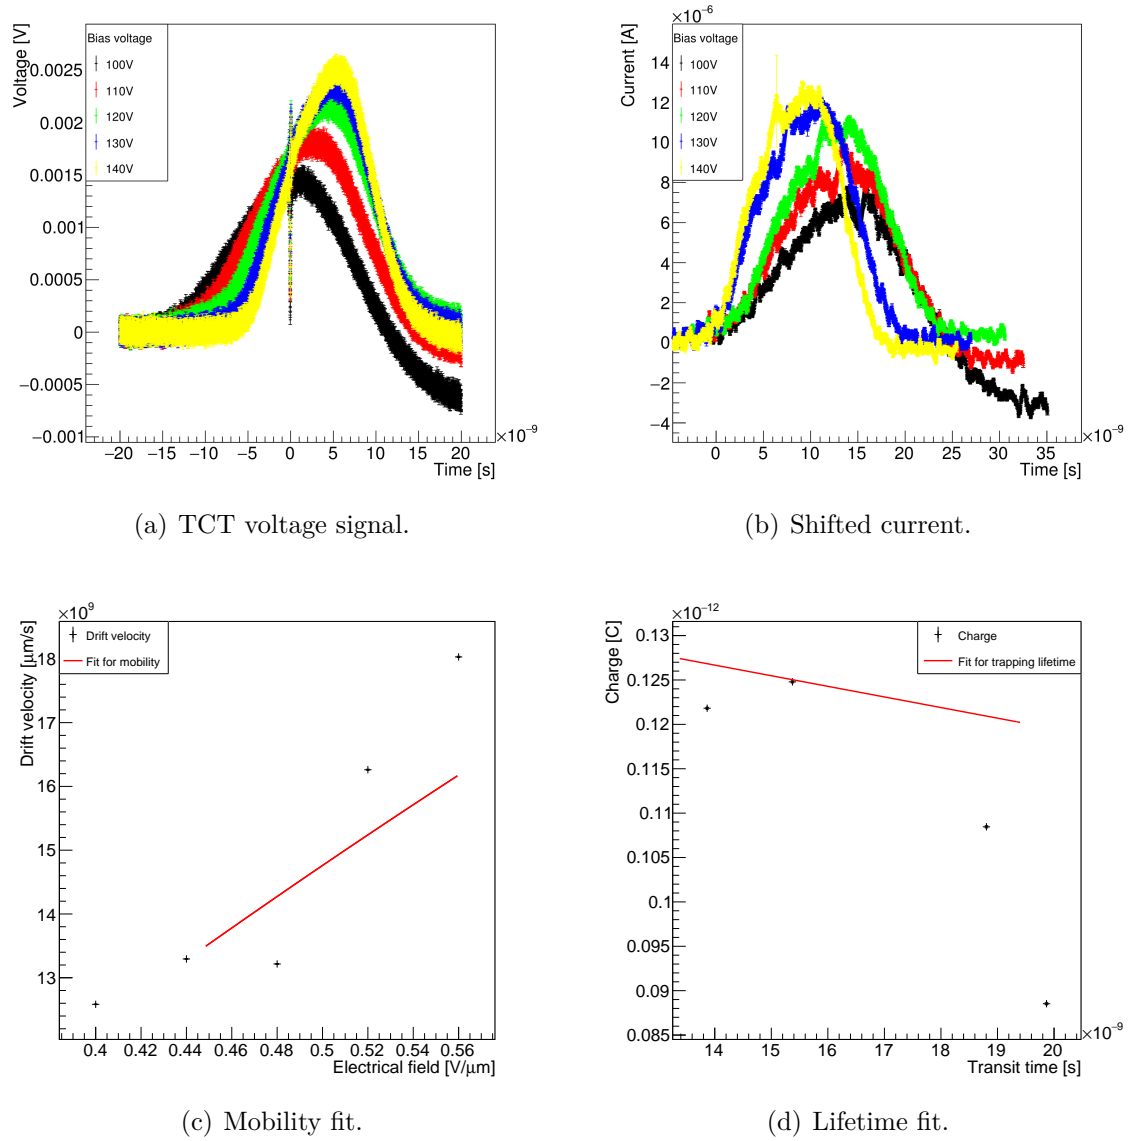 Voltage [V]
Bias voltage
100V
110V
120V
130V
140V
0.0025
0.002
0.0015
0.001
0.0005
0
−0.0005
−0.001
−20 −15 −10 −5 0 5 10 15 20
×10⁻⁹
Time [s]
(a) TCT voltage signal.
×10⁻⁶
Current [A]
Bias voltage
100V
110V
120V
130V
140V
14
12
10
8
6
4
2
0
−2
−4
0 5 10 15 20 25 30 35
×10⁻⁹
Time [s]
(b) Shifted current.
×10⁹
Drift velocity [μm/s]
Drift velocity
Fit for mobility
18
17
16
15
14
13
0.4 0.42 0.44 0.46 0.48 0.5 0.52 0.54 0.56
Electrical field [V/μm]
(c) Mobility fit.
×10⁻¹²
Charge [C]
Charge
Fit for trapping lifetime
0.13
0.125
0.12
0.115
0.11
0.105
0.1
0.095
0.09
0.085
14 15 16 17 18 19 20
×10⁻⁹
Transit time [s]
(d) Lifetime fit.